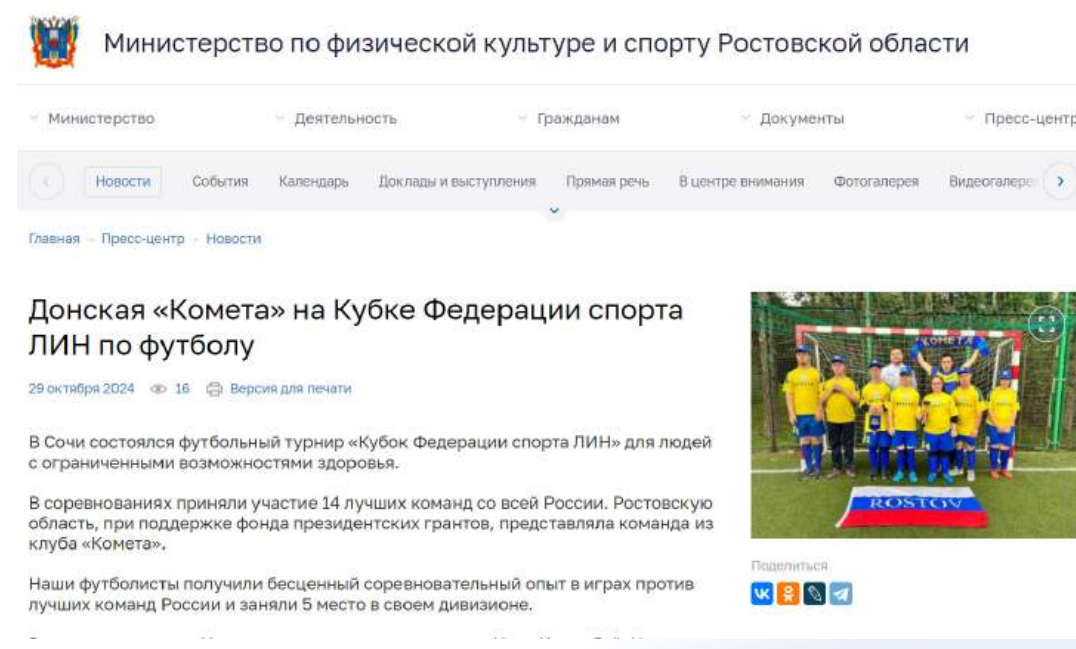 Министерство по физической культуре и спорту Ростовской области
Министерство
Деятельность
Гражданам
Документы
Пресс-центр
Новости
События
Календарь
Доклады и выступления
Прямая речь
В центре внимания
Фотогалерея
Видеогалере
Главная – Пресс-центр – Новости
Донская «Комета» на Кубке Федерации спорта
ЛИН по футболу
29 октября 2024 16 Версия для печати
КОМЕТА
ROSTOV
В Сочи состоялся футбольный турнир «Кубок Федерации спорта ЛИН» для людей
с ограниченными возможностями здоровья.
В соревнованиях приняли участие 14 лучших команд со всей России. Ростовскую
область, при поддержке фонда президентских грантов, представляла команда из
клуба «Комета».
Наши футболисты получили бесценный соревновательный опыт в играх против
лучших команд России и заняли 5 место в своем дивизионе.
Поделиться